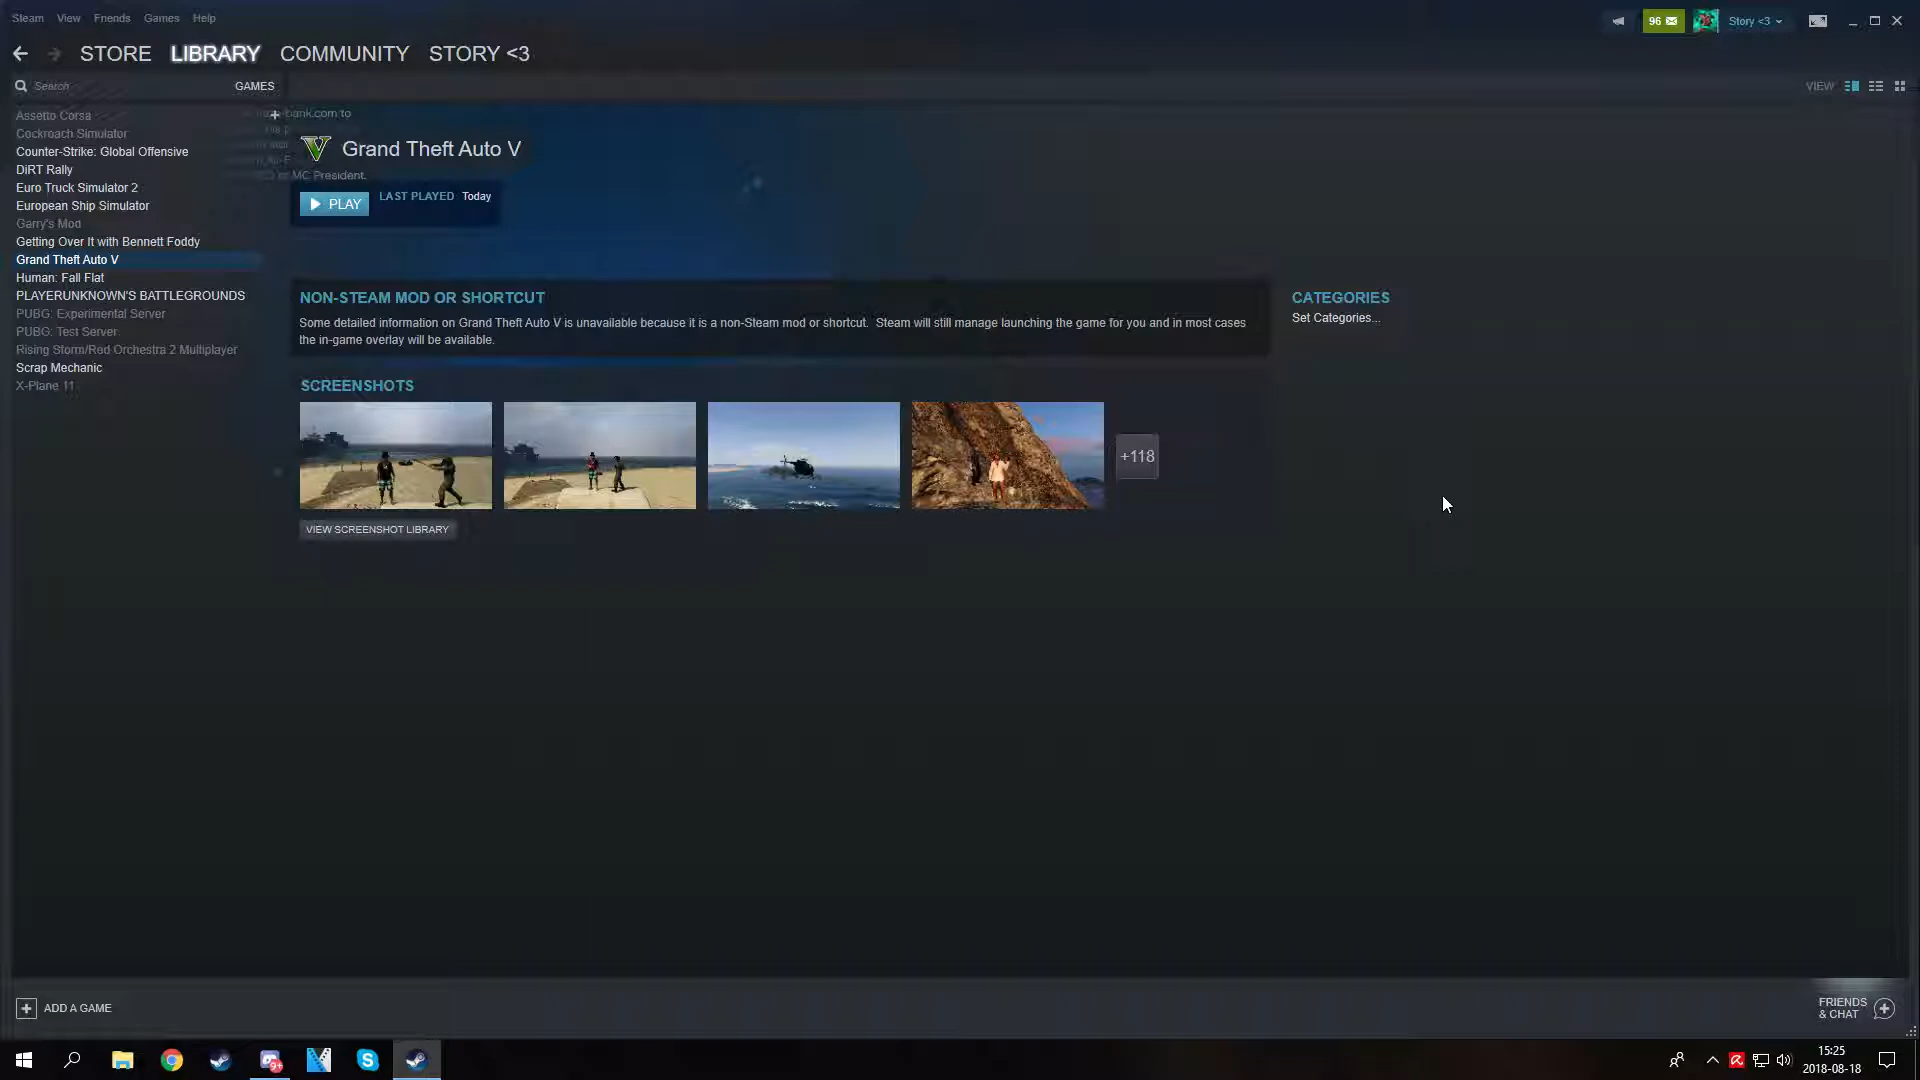 Steam View Friends Games Help
96
Story <3
STORE LIBRARY COMMUNITY STORY <3
Search
GAMES
VIEW
Assetto Corsa
Cockroach Simulator
Counter-Strike: Global Offensive
DiRT Rally
Euro Truck Simulator 2
European Ship Simulator
Garry's Mod
Getting Over It with Bennett Foddy
Grand Theft Auto V
Human: Fall Flat
PLAYERUNKNOWN'S BATTLEGROUNDS
PUBG: Experimental Server
PUBG: Test Server
Rising Storm/Red Orchestra 2 Multiplayer
Scrap Mechanic
X-Plane 11
bank.com to
Grand Theft Auto V
MC President.
PLAY
LAST PLAYED Today
NON-STEAM MOD OR SHORTCUT
Some detailed information on Grand Theft Auto V is unavailable because it is a non-Steam mod or shortcut. Steam will still manage launching the game for you and in most cases
the in-game overlay will be available.
CATEGORIES
Set Categories...
SCREENSHOTS
+118
VIEW SCREENSHOT LIBRARY
ADD A GAME
FRIENDS
& CHAT
9+
15:25
2018-08-18